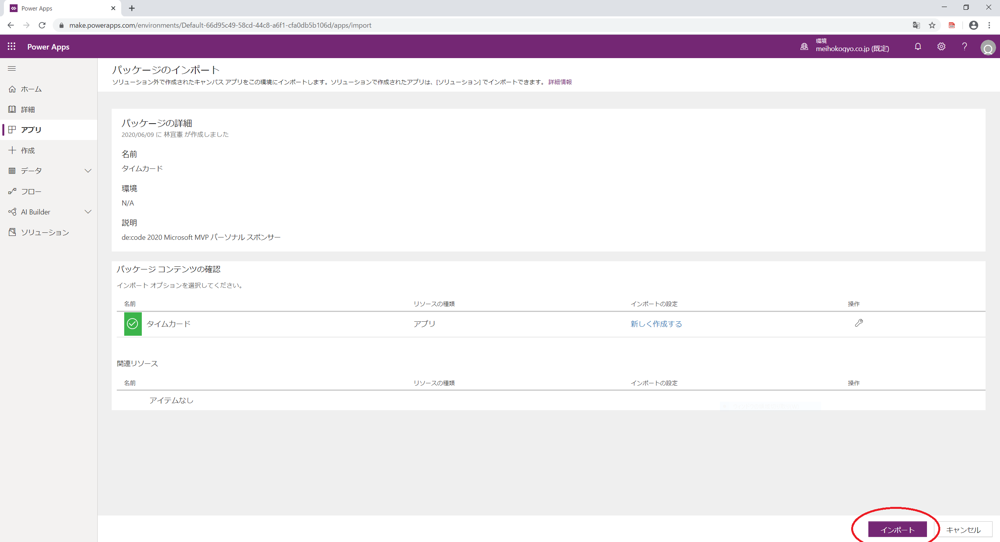 Power Apps
make.powerapps.com/environments/Default-66d95c49-58cd-44c8-a6f1-cfa0db5b106d/apps/import
Power Apps
環境
meihokogyo.co.jp (既定)
ホーム
詳細
アプリ
作成
データ
フロー
AI Builder
ソリューション
パッケージのインポート
ソリューション外で作成されたキャンバス アプリをこの環境にインポートします。ソリューションで作成されたアプリは、[ソリューション] でインポートできます。 詳細情報
パッケージの詳細
2020/06/09 に 林宜憲 が作成しました
名前
タイムカード
環境
N/A
説明
de:code 2020 Microsoft MVP パーソナル スポンサー
パッケージ コンテンツの確認
インポート オプションを選択してください。
名前 リソースの種類 インポートの設定 操作
タイムカード アプリ 新しく作成する
関連リソース
名前 リソースの種類 インポートの設定 操作
アイテムなし
インポート キャンセル